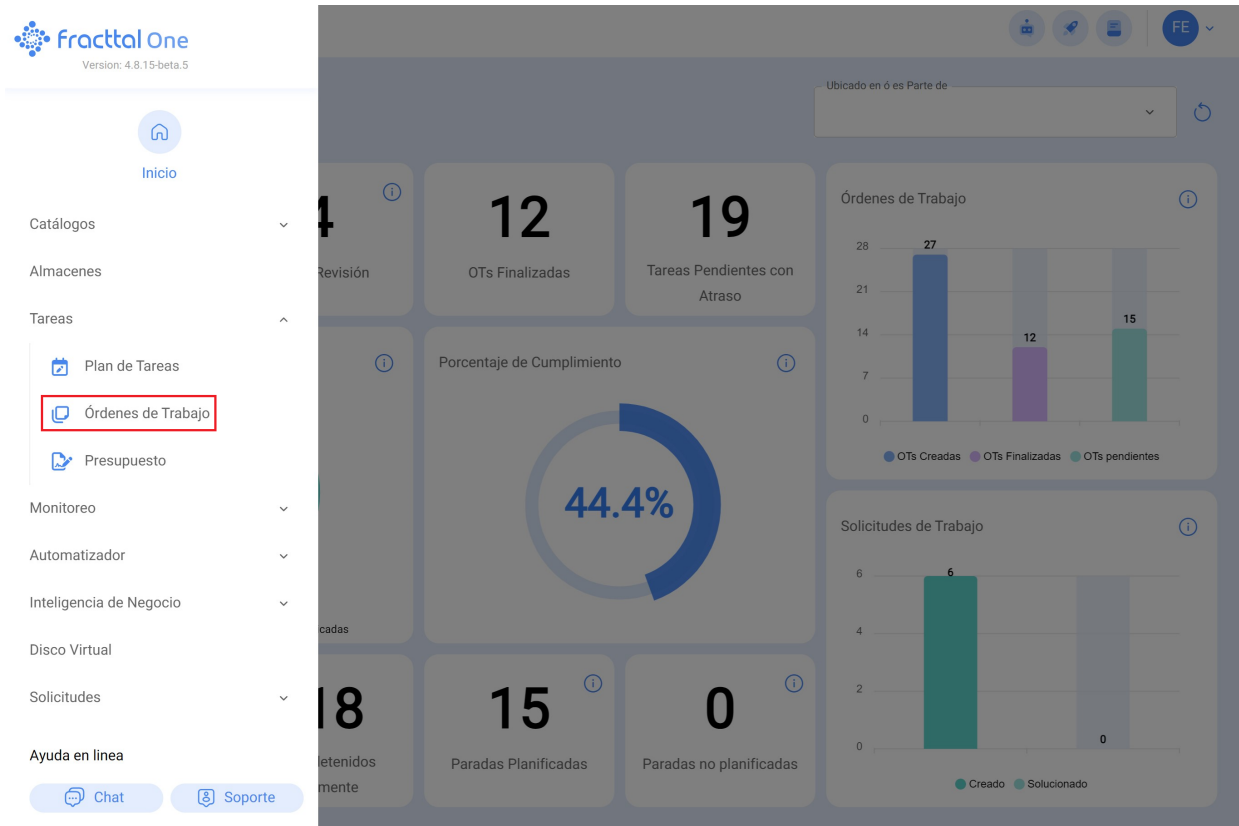 fracttal One
Version: 4.8.15-beta.5
Inicio
Catálogos
Almacenes
Tareas
Plan de Tareas
Órdenes de Trabajo
Presupuesto
Monitoreo
Automatizador
Inteligencia de Negocio
Disco Virtual
Solicitudes
Ayuda en linea
Chat
Soporte
FE
Ubicado en ó es Parte de
4
Revisión
12
OTs Finalizadas
19
Tareas Pendientes con
Atraso
Órdenes de Trabajo
28
21
14
7
0
27
12
15
OTs Creadas OTs Finalizadas OTs pendientes
cadas
Porcentaje de Cumplimiento
44.4%
Solicitudes de Trabajo
6
4
2
0
6
0
Creado Solucionado
18
etenidos
mente
15
Paradas Planificadas
0
Paradas no planificadas